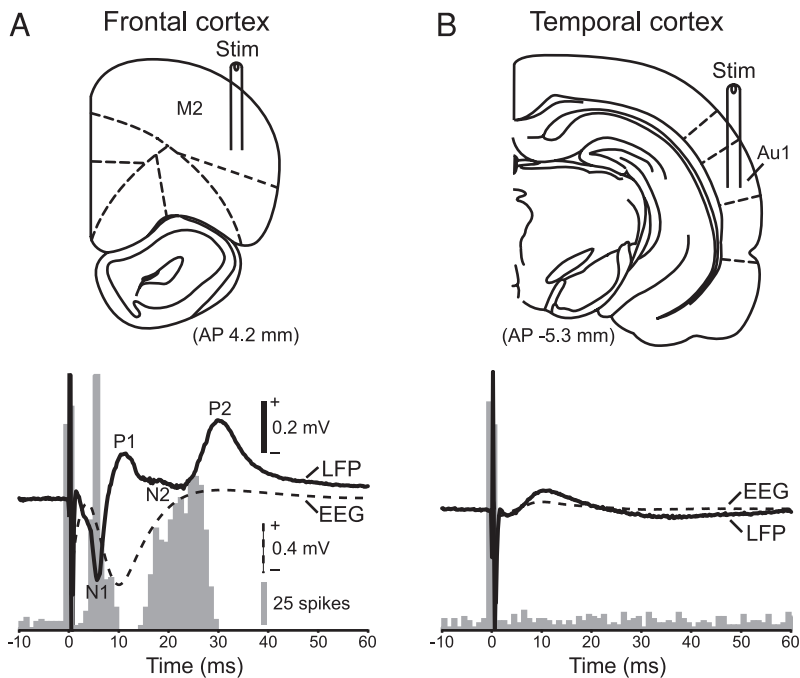 A Frontal cortex
Stim
M2
(AP 4.2 mm)
P1
P2
N2
N1
+
0.2 mV
–
LFP
EEG
+
0.4 mV
–
25 spikes
-10 0 10 20 30 40 50 60
Time (ms)
B Temporal cortex
Stim
Au1
(AP -5.3 mm)
EEG
LFP
-10 0 10 20 30 40 50 60
Time (ms)